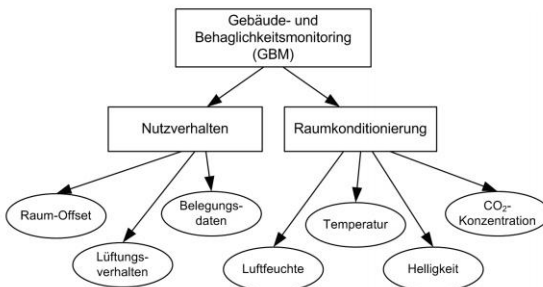 Gebäude- und
Behaglichkeitsmonitoring
(GBM)
Nutzverhalten
Raumkonditionierung
Raum-Offset
Belegungs-
daten
Lüftungs-
verhalten
Luftfeuchte
Temperatur
Helligkeit
CO₂-
Konzentration